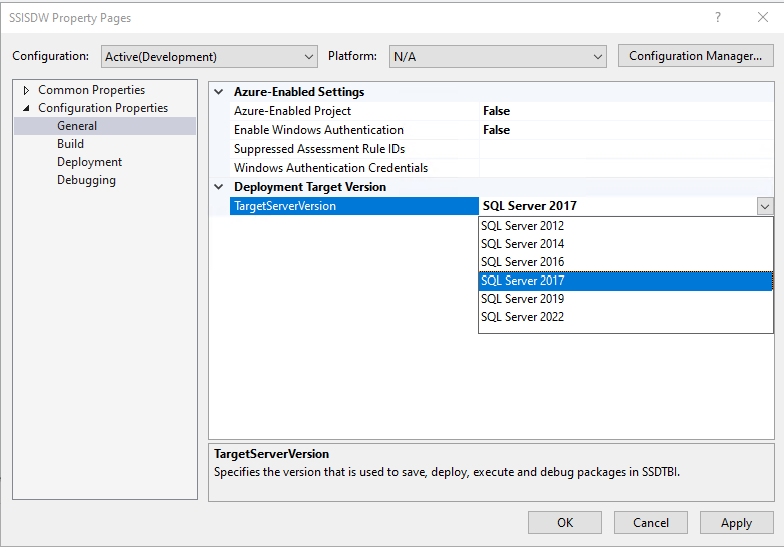 SSISDW Property Pages
?
Configuration: Active(Development) Platform: N/A Configuration Manager...
Common Properties
Configuration Properties
General
Build
Deployment
Debugging
Azure-Enabled Settings
Azure-Enabled Project False
Enable Windows Authentication False
Suppressed Assessment Rule IDs
Windows Authentication Credentials
Deployment Target Version
TargetServerVersion SQL Server 2017
SQL Server 2012
SQL Server 2014
SQL Server 2016
SQL Server 2017
SQL Server 2019
SQL Server 2022
TargetServerVersion
Specifies the version that is used to save, deploy, execute and debug packages in SSDTBI.
OK Cancel Apply